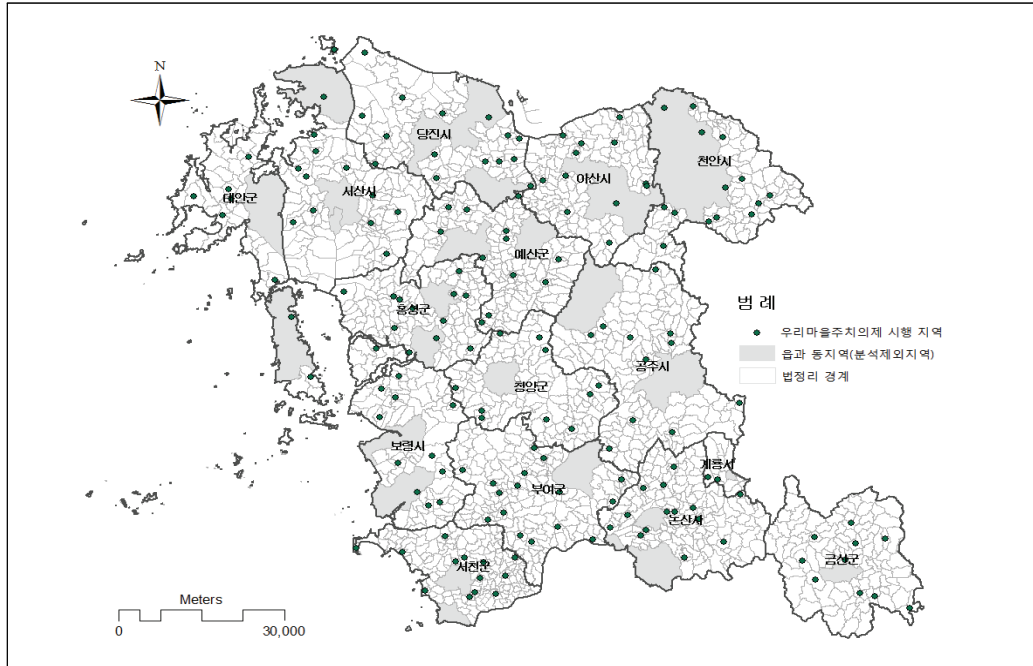 N
당진시
천안시
아산시
서산시
태안군
예산군
범 례
홍성군
우리마을주치의제 시행 지역
읍과 동지역(분석제외지역)
공주시
법정리 경계
청양군
보령시
계룡시
부여군
논산시
서천군
금산군
Meters
0 30,000